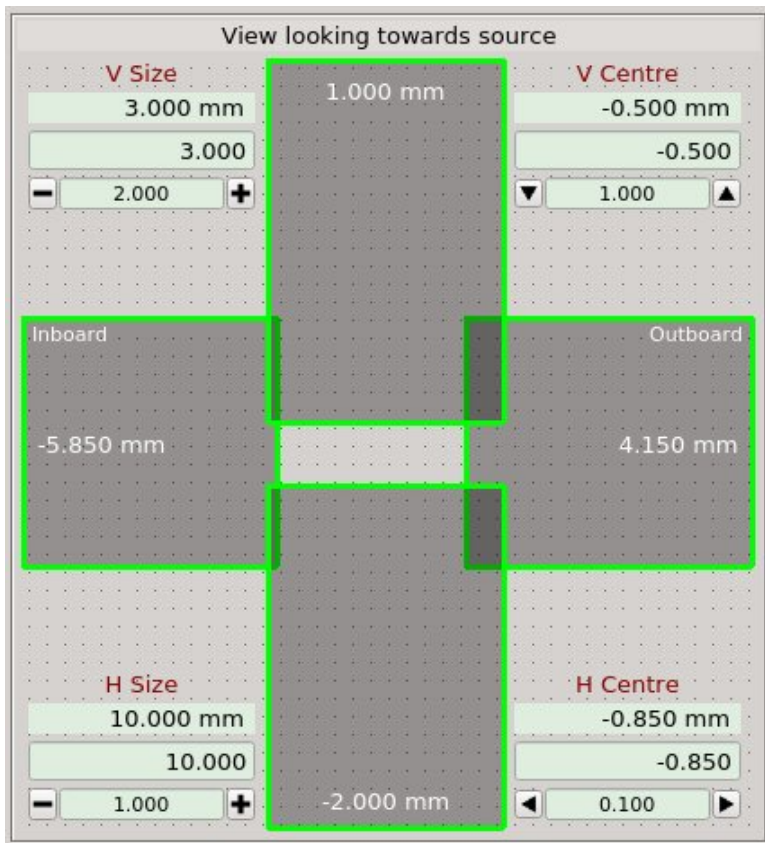 View looking towards source
V Size
3.000 mm
3.000
2.000
1.000 mm
V Centre
-0.500 mm
-0.500
1.000
Inboard
-5.850 mm
Outboard
4.150 mm
H Size
10.000 mm
10.000
1.000
-2.000 mm
H Centre
-0.850 mm
-0.850
0.100